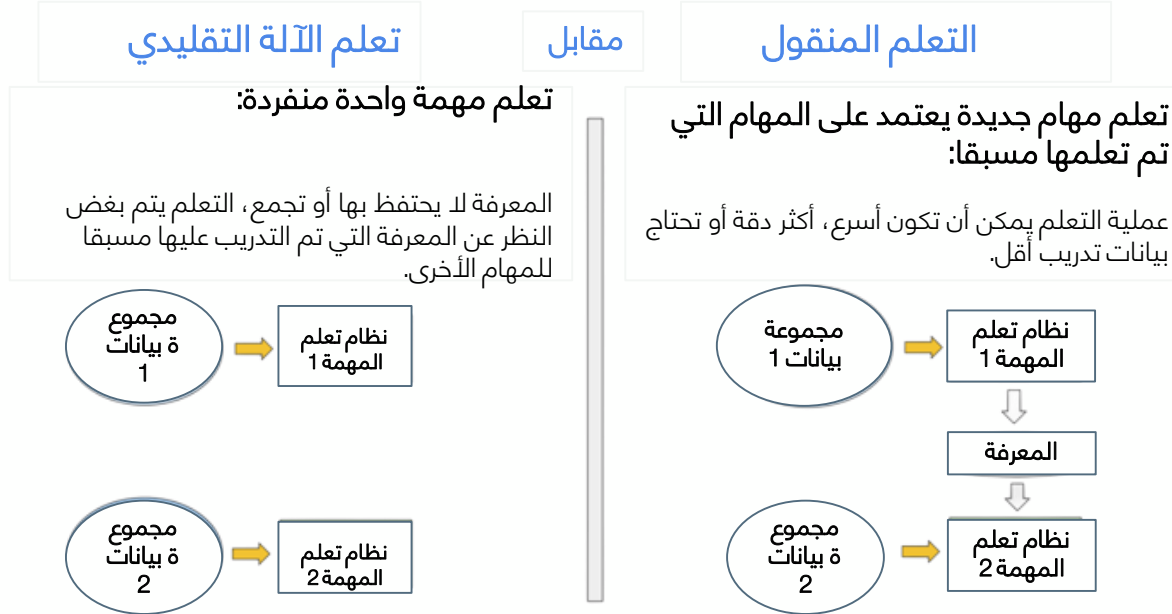 التعلم المنقول
مقابل
تعلم الآلة التقليدي
تعلم مهام جديدة يعتمد على المهام التي
تم تعلمها مسبقا:
عملية التعلم يمكن أن تكون أسرع، أكثر دقة أو تحتاج
بيانات تدريب أقل.
مجموعة
بيانات 1
نظام تعلم
المهمة 1
المعرفة
مجموع
ة بيانات
2
نظام تعلم
المهمة 2
تعلم مهمة واحدة منفردة:
المعرفة لا يحتفظ بها أو تجمع، التعلم يتم بغض
النظر عن المعرفة التي تم التدريب عليها مسبقا
للمهام الأخرى.
مجموع
ة بيانات
1
نظام تعلم
المهمة 1
مجموع
ة بيانات
2
نظام تعلم
المهمة 2